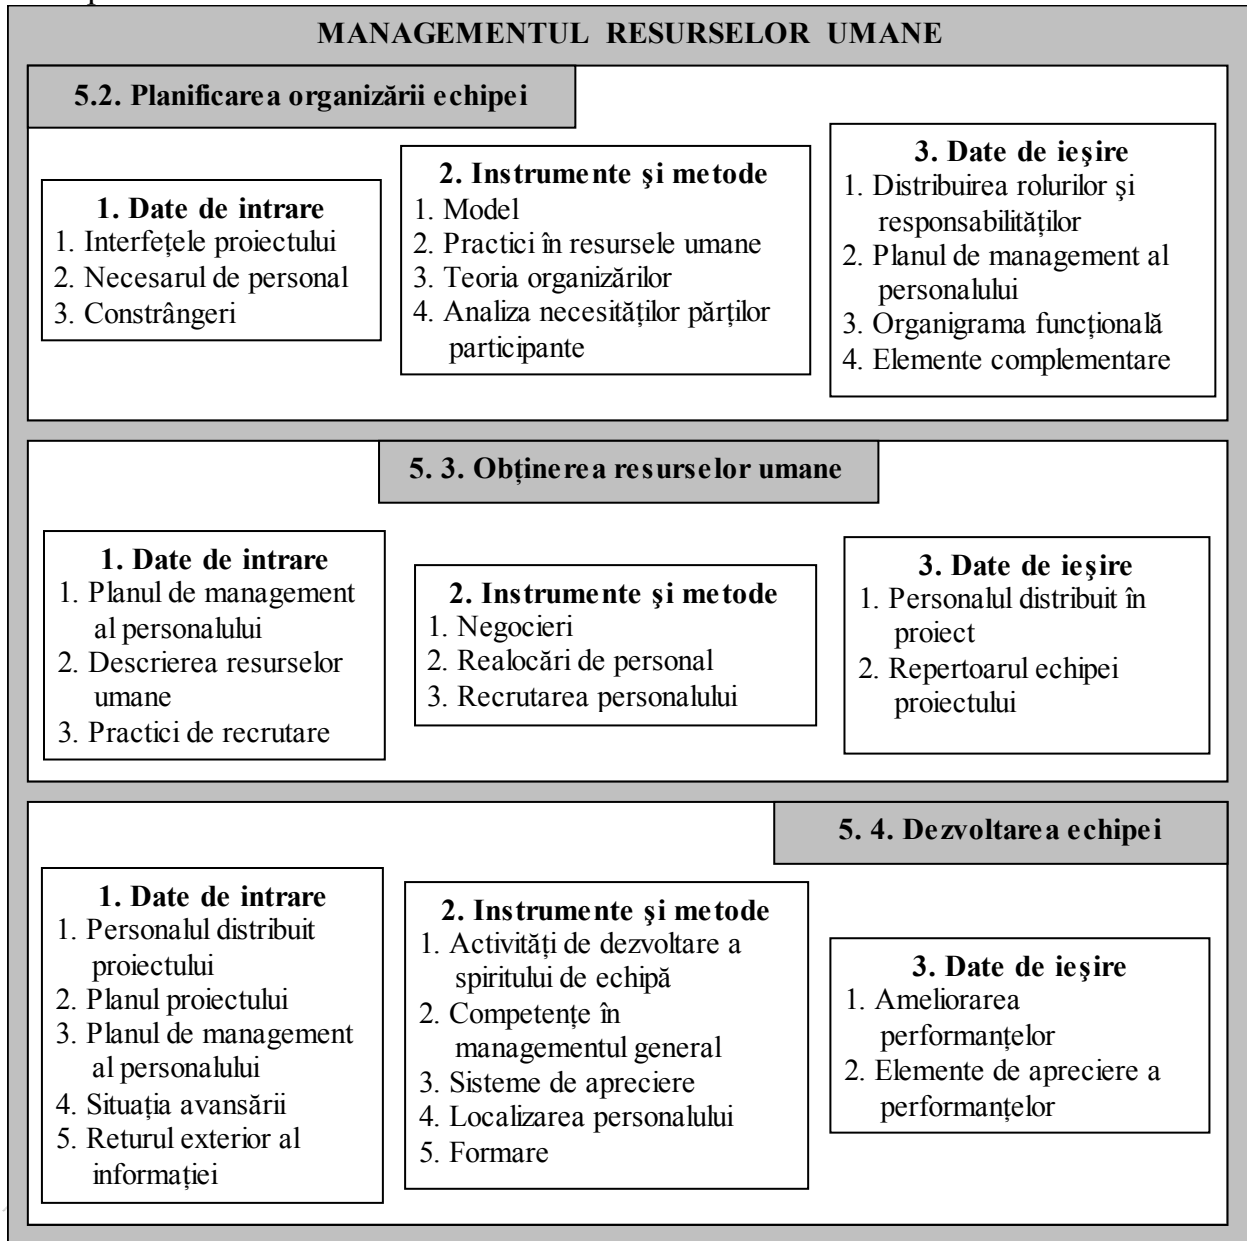 MANAGEMENTUL RESURSELOR UMANE
5.2. Planificarea organizării echipei
1. Date de intrare
1. Interfețele proiectului
2. Necesarul de personal
3. Constrângeri
2. Instrumente şi metode
1. Model
2. Practici în resursele umane
3. Teoria organizărilor
4. Analiza necesităților părților
participante
3. Date de ieşire
1. Distribuirea rolurilor şi
responsabilităților
2. Planul de management al
personalului
3. Organigrama funcțională
4. Elemente complementare
5. 3. Obținerea resurselor umane
1. Date de intrare
1. Planul de management
al personalului
2. Descrierea resurselor
umane
3. Practici de recrutare
2. Instrumente şi metode
1. Negocieri
2. Realocări de personal
3. Recrutarea personalului
3. Date de ieşire
1. Personalul distribuit în
proiect
2. Repertoarul echipei
proiectului
5. 4. Dezvoltarea echipei
1. Date de intrare
1. Personalul distribuit
proiectului
2. Planul proiectului
3. Planul de management
al personalului
4. Situația avansării
5. Returul exterior al
informației
2. Instrumente şi metode
1. Activități de dezvoltare a
spiritului de echipă
2. Competențe în
managementul general
3. Sisteme de apreciere
4. Localizarea personalului
5. Formare
3. Date de ieşire
1. Ameliorarea
performanțelor
2. Elemente de apreciere a
performanțelor